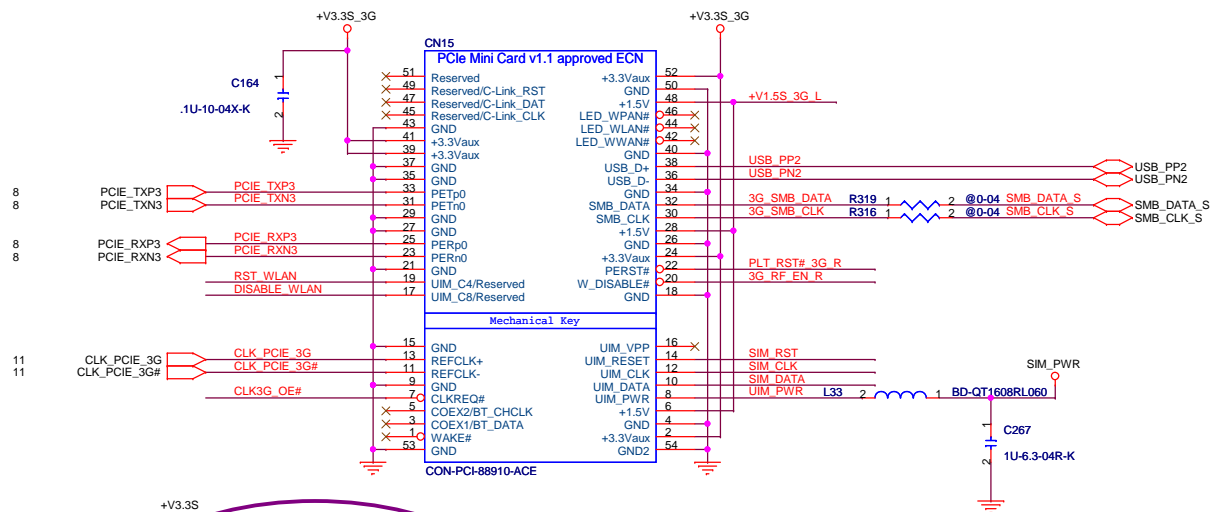 +V3.3S_3G
+V3.3S_3G
CN15
PCIe Mini Card v1.1 approved ECN
C164
1
2
.1U-10-04X-K
51 Reserved +3.3Vaux 52
49 Reserved/C-Link_RST GND 50
47 Reserved/C-Link_DAT +1.5V 48 +V1.5S_3G_L
45 Reserved/C-Link_CLK LED_WPAN# 46
43 GND LED_WLAN# 44
41 +3.3Vaux LED_WWAN# 42
39 +3.3Vaux GND 40
37 GND USB_D+ 38 USB_PP2 USB_PP2
35 GND USB_D- 36 USB_PN2 USB_PN2
8 PCIE_TXP3 PCIE_TXP3 33 PETp0 GND 34
8 PCIE_TXN3 PCIE_TXN3 31 PETn0 SMB_DATA 32 3G_SMB_DATA R319 1 2 @0-04 SMB_DATA_S SMB_DATA_S
29 GND SMB_CLK 30 3G_SMB_CLK R316 1 2 @0-04 SMB_CLK_S SMB_CLK_S
27 GND +1.5V 28
8 PCIE_RXP3 PCIE_RXP3 25 PERp0 GND 26
8 PCIE_RXN3 PCIE_RXN3 23 PERn0 +3.3Vaux 24
21 GND PERST# 22 PLT_RST#_3G_R
RST_WLAN 19 UIM_C4/Reserved W_DISABLE# 20 3G_RF_EN_R
DISABLE_WLAN 17 UIM_C8/Reserved GND 18
Mechanical Key
15 GND UIM_VPP 16
11 CLK_PCIE_3G CLK_PCIE_3G 13 REFCLK+ UIM_RESET 14 SIM_RST
11 CLK_PCIE_3G# CLK_PCIE_3G# 11 REFCLK- UIM_CLK 12 SIM_CLK
9 GND UIM_DATA 10 SIM_DATA
CLK3G_OE# 7 CLKREQ# UIM_PWR 8 UIM_PWR L33 2 1 BD-QT1608RL060
SIM_PWR
5 COEX2/BT_CHCLK +1.5V 6
3 COEX1/BT_DATA GND 4
1 WAKE# +3.3Vaux 2
53 GND GND2 54
CON-PCI-88910-ACE
1
C267
2
1U-6.3-04R-K
+V3.3S